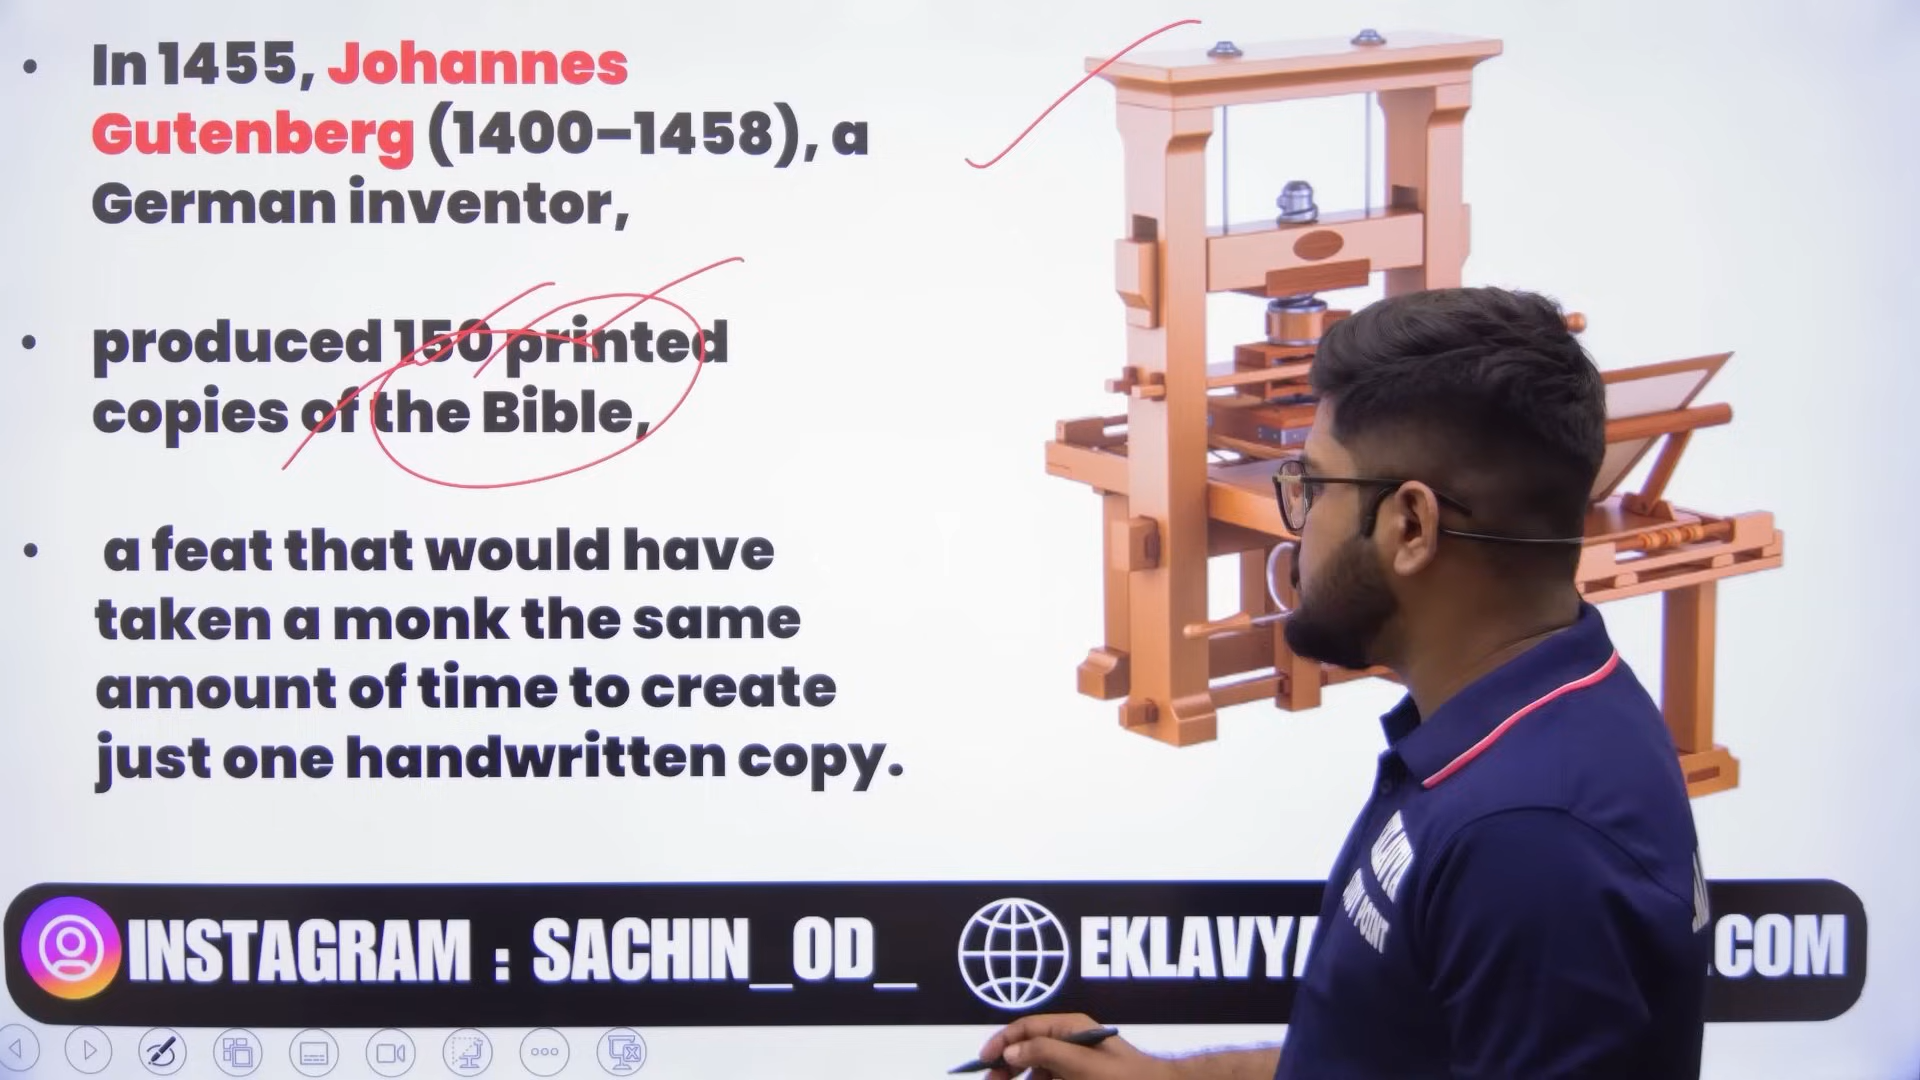 In 1455, Johannes
Gutenberg (1400–1458), a
German inventor,
produced 150 printed
copies of the Bible,
a feat that would have
taken a monk the same
amount of time to create
just one handwritten copy.
INSTAGRAM : SACHIN_OD_
.COM